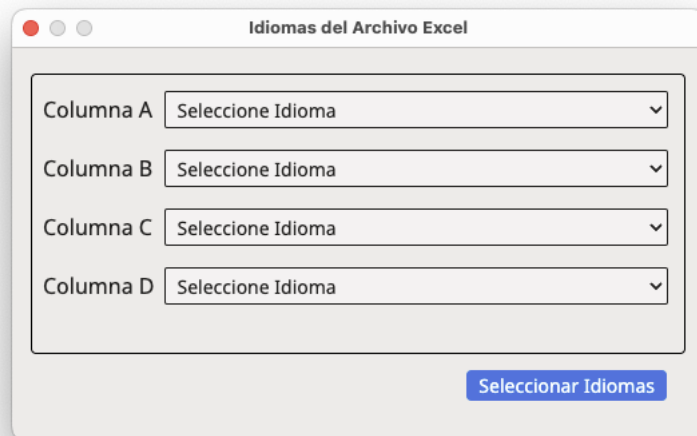 Idiomas del Archivo Excel
Columna A Seleccione Idioma
Columna B Seleccione Idioma
Columna C Seleccione Idioma
Columna D Seleccione Idioma
Seleccionar Idiomas